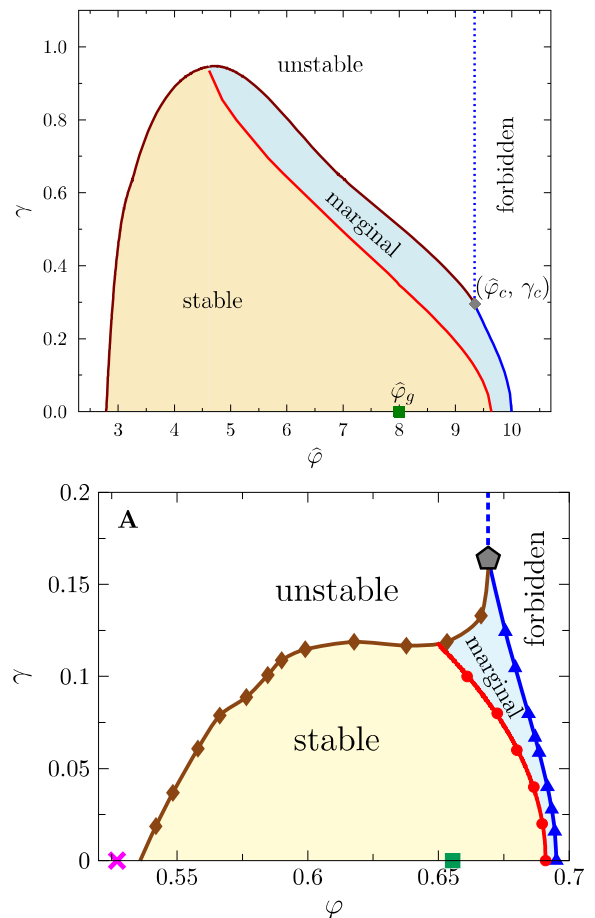 1.0
0.8
0.6
0.4
0.2
0.0
γ
unstable
forbidden
marginal
stable
(φ̂c, γc)
φ̂g
3 4 5 6 7 8 9 10
φ̂
A
0.2
0.15
0.1
0.05
0
γ
unstable
forbidden
marginal
stable
0.55 0.6 0.65 0.7
φ